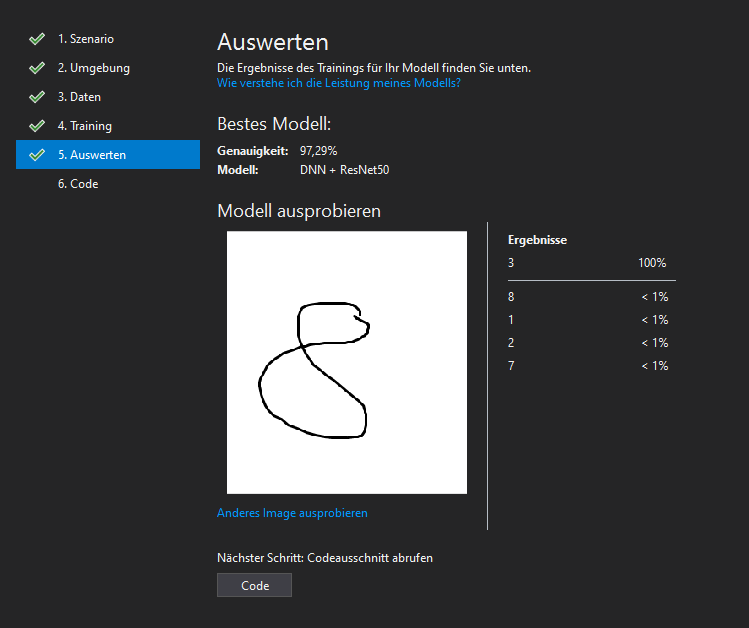 1. Szenario
2. Umgebung
3. Daten
4. Training
5. Auswerten
6. Code
Auswerten
Die Ergebnisse des Trainings für Ihr Modell finden Sie unten.
Wie verstehe ich die Leistung meines Modells?
Bestes Modell:
Genauigkeit: 97,29%
Modell: DNN + ResNet50
Modell ausprobieren
8
Ergebnisse
3 100%
8 < 1%
1 < 1%
2 < 1%
7 < 1%
Anderes Image ausprobieren
Nächster Schritt: Codeausschnitt abrufen
Code